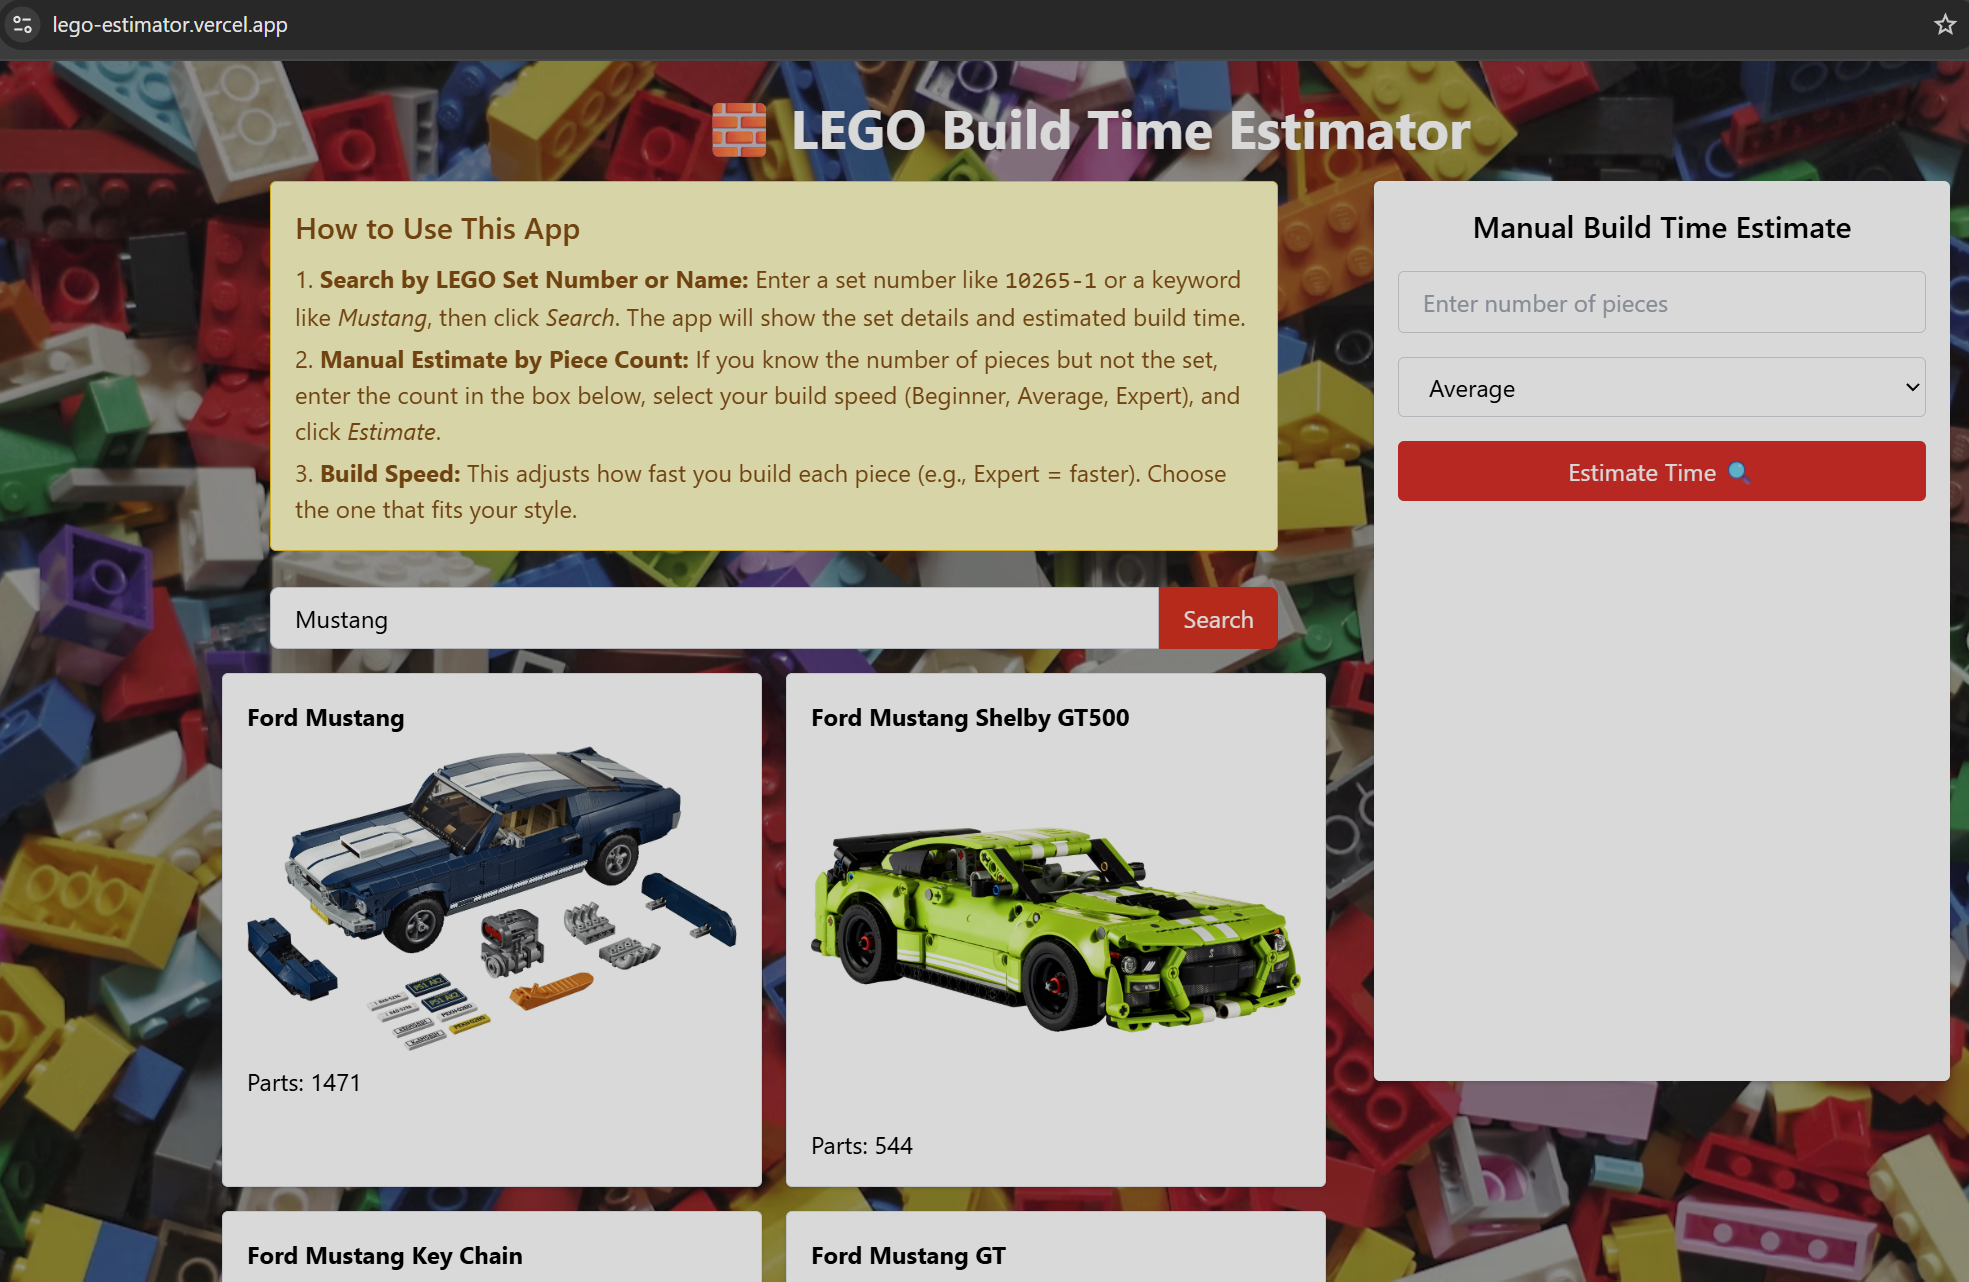 lego-estimator.vercel.app
LEGO Build Time Estimator
How to Use This App
1. Search by LEGO Set Number or Name: Enter a set number like 10265-1 or a keyword
like Mustang, then click Search. The app will show the set details and estimated build time.
2. Manual Estimate by Piece Count: If you know the number of pieces but not the set,
enter the count in the box below, select your build speed (Beginner, Average, Expert), and
click Estimate.
3. Build Speed: This adjusts how fast you build each piece (e.g., Expert = faster). Choose
the one that fits your style.
Manual Build Time Estimate
Enter number of pieces
Average
Estimate Time
Mustang
Search
Ford Mustang
Parts: 1471
Ford Mustang Shelby GT500
Parts: 544
Ford Mustang Key Chain
Ford Mustang GT